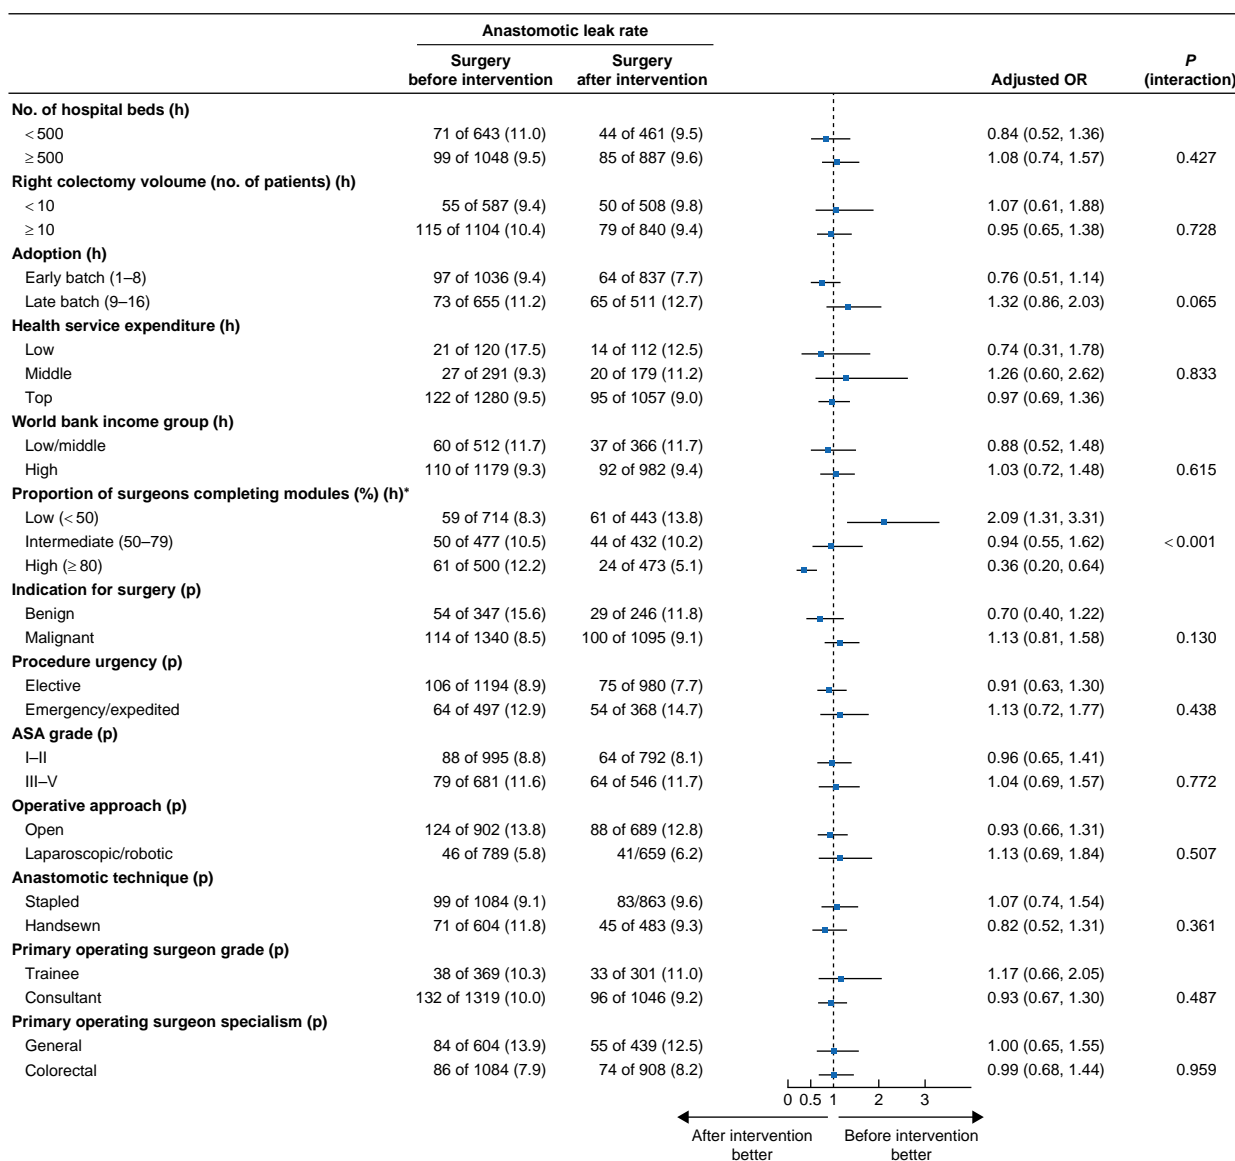 Anastomotic leak rate
Surgery before intervention Surgery after intervention Adjusted OR P (interaction)
No. of hospital beds (h)
< 500 71 of 643 (11.0) 44 of 461 (9.5) 0.84 (0.52, 1.36)
≥ 500 99 of 1048 (9.5) 85 of 887 (9.6) 1.08 (0.74, 1.57) 0.427
Right colectomy voloume (no. of patients) (h)
< 10 55 of 587 (9.4) 50 of 508 (9.8) 1.07 (0.61, 1.88)
≥ 10 115 of 1104 (10.4) 79 of 840 (9.4) 0.95 (0.65, 1.38) 0.728
Adoption (h)
Early batch (1–8) 97 of 1036 (9.4) 64 of 837 (7.7) 0.76 (0.51, 1.14)
Late batch (9–16) 73 of 655 (11.2) 65 of 511 (12.7) 1.32 (0.86, 2.03) 0.065
Health service expenditure (h)
Low 21 of 120 (17.5) 14 of 112 (12.5) 0.74 (0.31, 1.78)
Middle 27 of 291 (9.3) 20 of 179 (11.2) 1.26 (0.60, 2.62) 0.833
Top 122 of 1280 (9.5) 95 of 1057 (9.0) 0.97 (0.69, 1.36)
World bank income group (h)
Low/middle 60 of 512 (11.7) 37 of 366 (11.7) 0.88 (0.52, 1.48)
High 110 of 1179 (9.3) 92 of 982 (9.4) 1.03 (0.72, 1.48) 0.615
Proportion of surgeons completing modules (%) (h)*
Low (< 50) 59 of 714 (8.3) 61 of 443 (13.8) 2.09 (1.31, 3.31)
Intermediate (50–79) 50 of 477 (10.5) 44 of 432 (10.2) 0.94 (0.55, 1.62) < 0.001
High (≥ 80) 61 of 500 (12.2) 24 of 473 (5.1) 0.36 (0.20, 0.64)
Indication for surgery (p)
Benign 54 of 347 (15.6) 29 of 246 (11.8) 0.70 (0.40, 1.22)
Malignant 114 of 1340 (8.5) 100 of 1095 (9.1) 1.13 (0.81, 1.58) 0.130
Procedure urgency (p)
Elective 106 of 1194 (8.9) 75 of 980 (7.7) 0.91 (0.63, 1.30)
Emergency/expedited 64 of 497 (12.9) 54 of 368 (14.7) 1.13 (0.72, 1.77) 0.438
ASA grade (p)
I–II 88 of 995 (8.8) 64 of 792 (8.1) 0.96 (0.65, 1.41)
III–V 79 of 681 (11.6) 64 of 546 (11.7) 1.04 (0.69, 1.57) 0.772
Operative approach (p)
Open 124 of 902 (13.8) 88 of 689 (12.8) 0.93 (0.66, 1.31)
Laparoscopic/robotic 46 of 789 (5.8) 41/659 (6.2) 1.13 (0.69, 1.84) 0.507
Anastomotic technique (p)
Stapled 99 of 1084 (9.1) 83/863 (9.6) 1.07 (0.74, 1.54)
Handsewn 71 of 604 (11.8) 45 of 483 (9.3) 0.82 (0.52, 1.31) 0.361
Primary operating surgeon grade (p)
Trainee 38 of 369 (10.3) 33 of 301 (11.0) 1.17 (0.66, 2.05)
Consultant 132 of 1319 (10.0) 96 of 1046 (9.2) 0.93 (0.67, 1.30) 0.487
Primary operating surgeon specialism (p)
General 84 of 604 (13.9) 55 of 439 (12.5) 1.00 (0.65, 1.55)
Colorectal 86 of 1084 (7.9) 74 of 908 (8.2) 0.99 (0.68, 1.44) 0.959
0 0.5 1 2 3
After intervention better Before intervention better